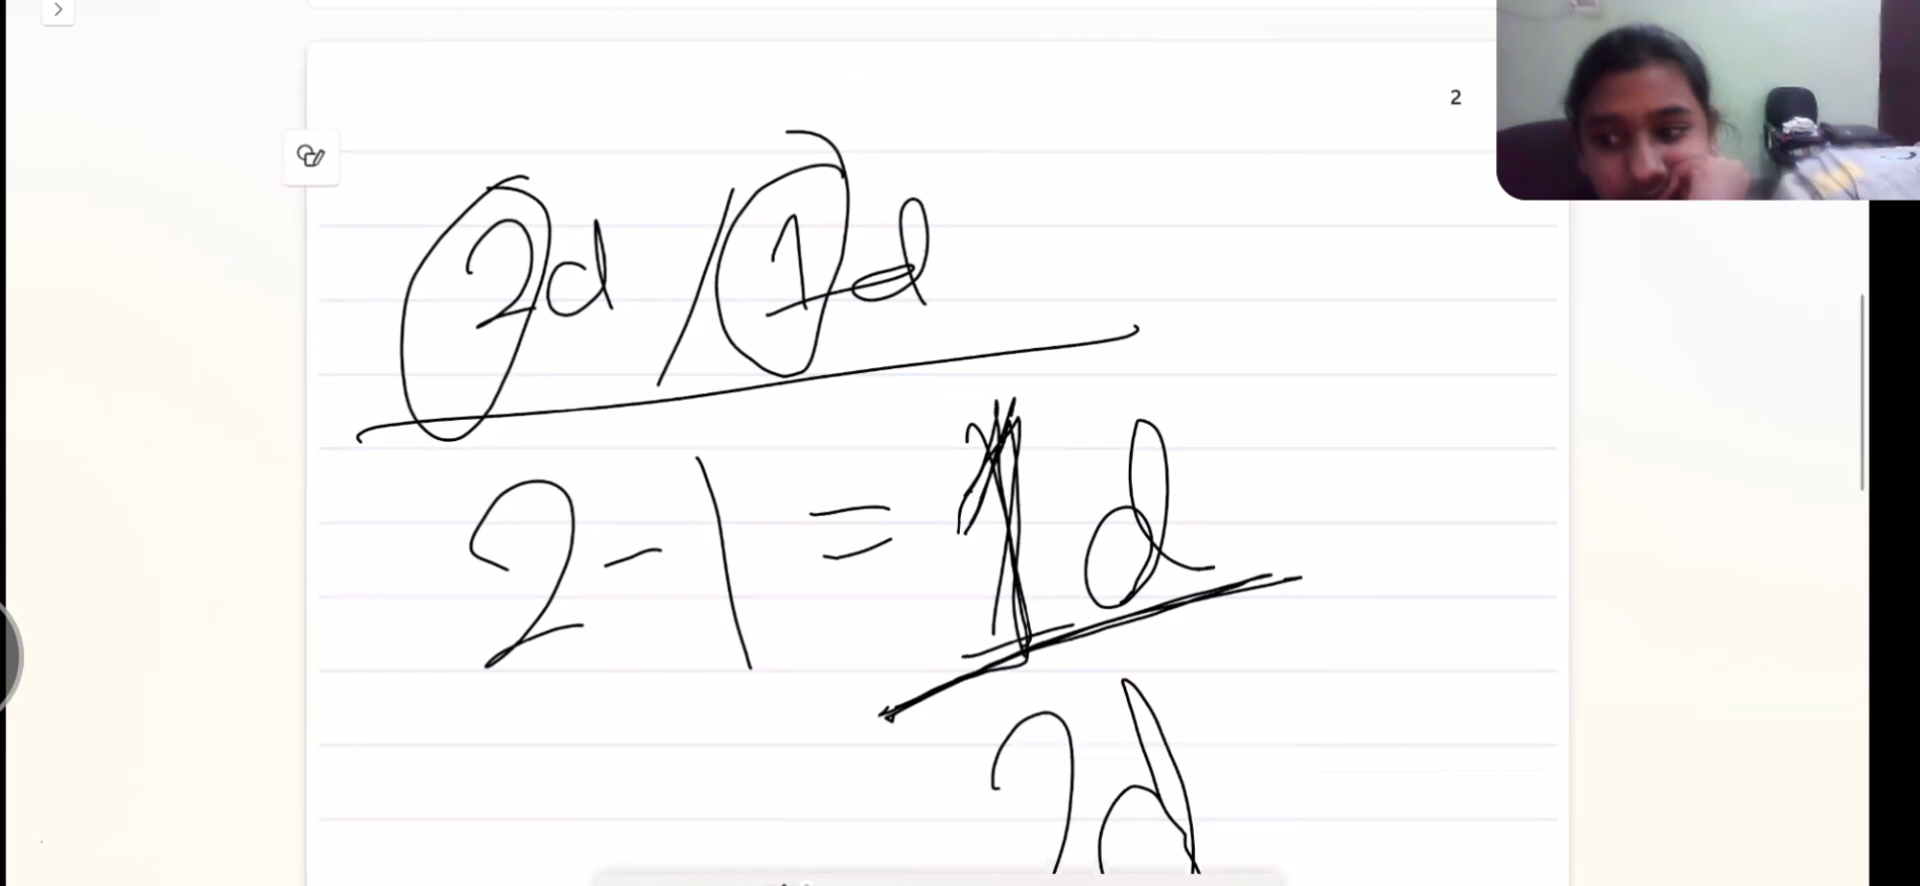 2
2d / 1d
2 - 1 = 1d
2d